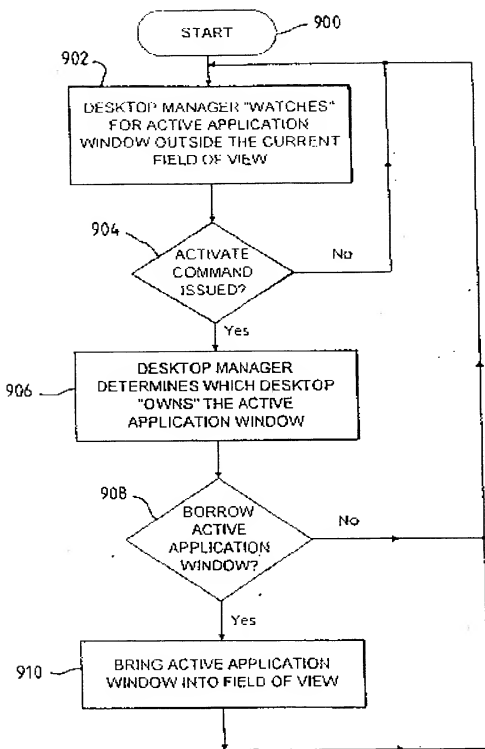 START
900
902
DESKTOP MANAGER "WATCHES"
FOR ACTIVE APPLICATION
WINDOW OUTSIDE THE CURRENT
FIELD OF VIEW
904
ACTIVATE
COMMAND
ISSUED?
No
Yes
906
DESKTOP MANAGER
DETERMINES WHICH DESKTOP
"OWNS" THE ACTIVE
APPLICATION WINDOW
908
BORROW
ACTIVE
APPLICATION
WINDOW?
No
Yes
910
BRING ACTIVE APPLICATION
WINDOW INTO FIELD OF VIEW